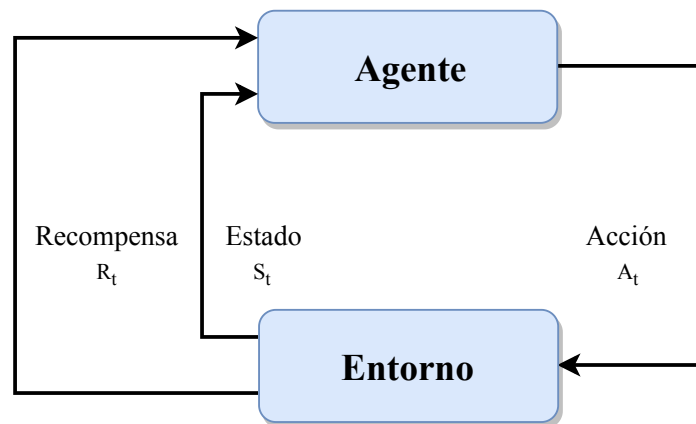 Agente
Recompensa
R_t
Estado
S_t
Acción
A_t
Entorno